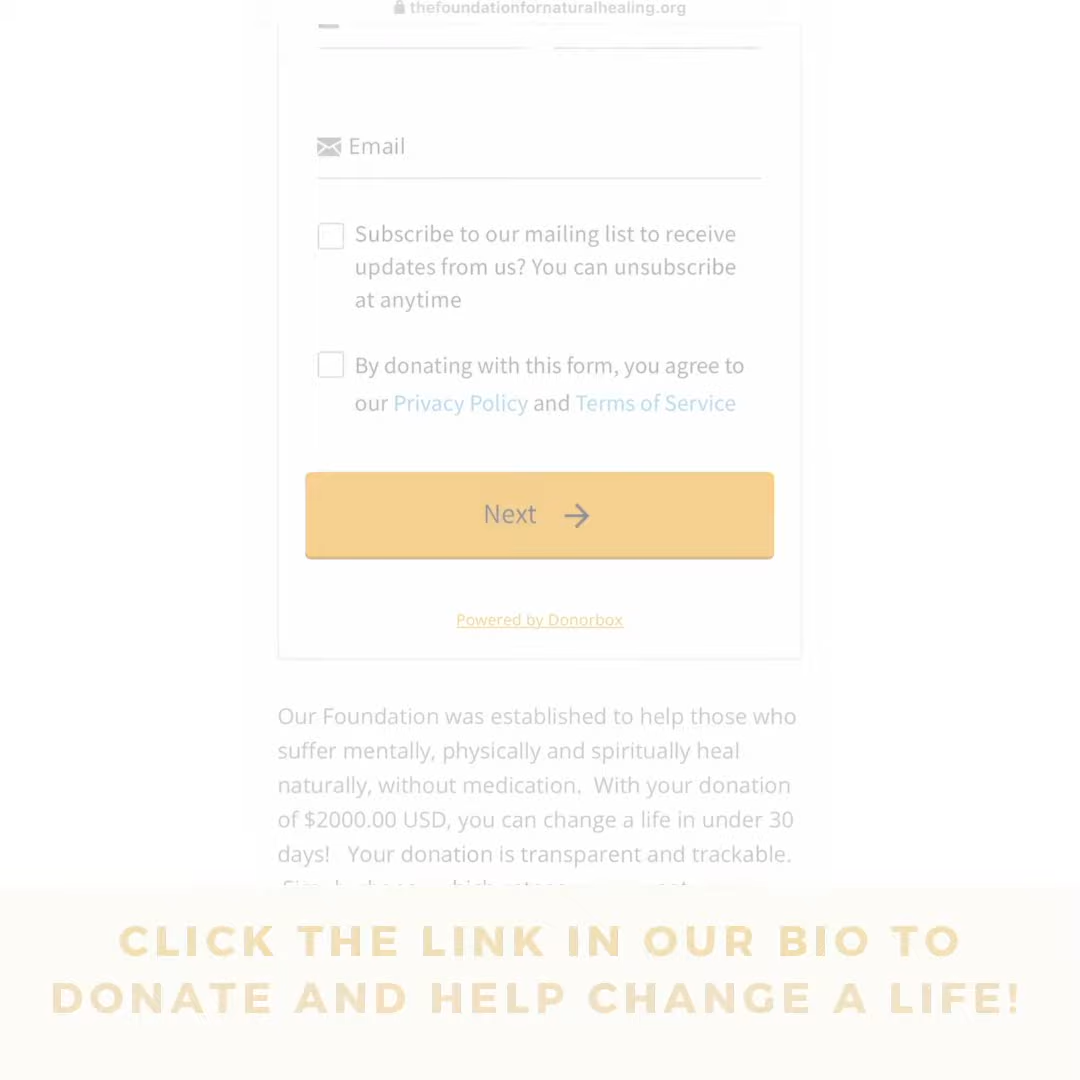 thefoundationfornaturalhealing.org
Email
Subscribe to our mailing list to receive
updates from us? You can unsubscribe
at anytime
By donating with this form, you agree to
our Privacy Policy and Terms of Service
Next
Powered by Donorbox
Our Foundation was established to help those who
suffer mentally, physically and spiritually heal
naturally, without medication. With your donation
of $2000.00 USD, you can change a life in under 30
days! Your donation is transparent and trackable.
CLICK THE LINK IN OUR BIO TO
DONATE AND HELP CHANGE A LIFE!